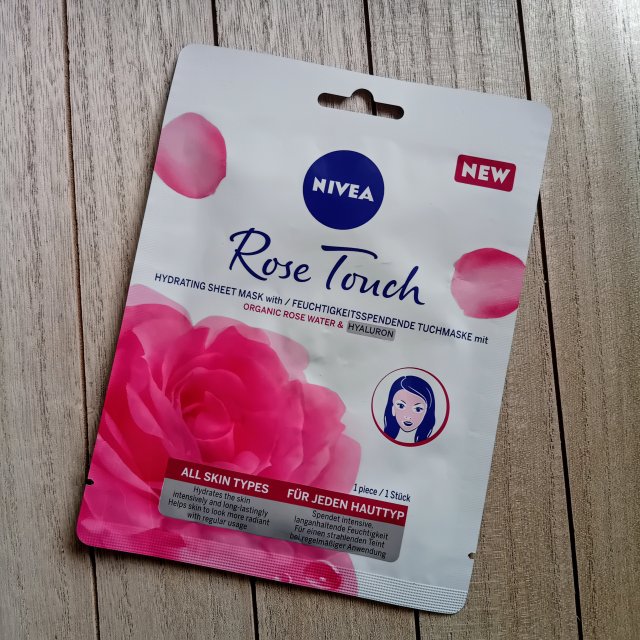 NEW
NIVEA
Rose Touch
HYDRATING SHEET MASK with / FEUCHTIGKEITSSPENDENDE TUCHMASKE mit
ORGANIC ROSE WATER & HYALURON
1 piece / 1 Stück
ALL SKIN TYPES
Hydrates the skin
intensively and long-lastingly
Helps skin to look more radiant
with regular usage
FÜR JEDEN HAUTTYP
Spendet intensive,
langanhaltende Feuchtigkeit
Für einen strahlenden Teint
bei regelmäßiger Anwendung